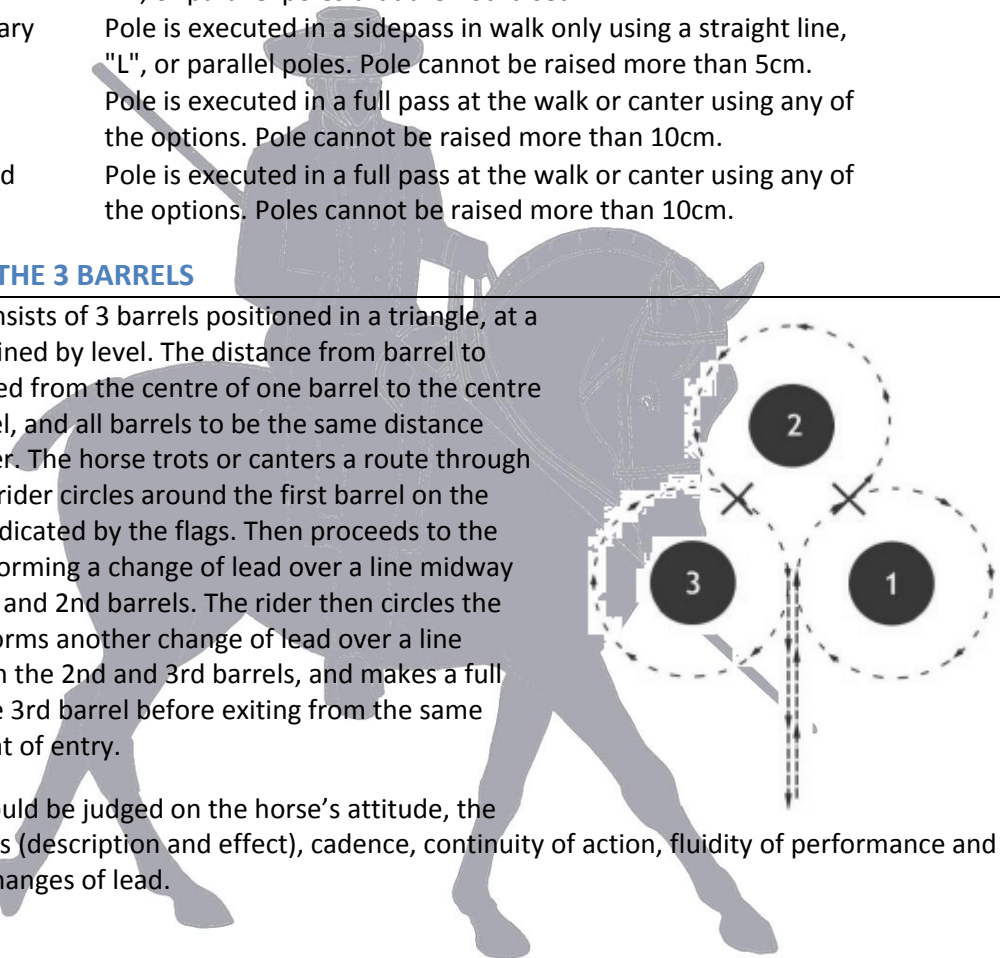 ary Pole is executed in a sidepass in walk only using a straight line,
"L", or parallel poles. Pole cannot be raised more than 5cm.
Pole is executed in a full pass at the walk or canter using any of
the options. Pole cannot be raised more than 10cm.
d Pole is executed in a full pass at the walk or canter using any of
the options. Poles cannot be raised more than 10cm.
THE 3 BARRELS
nsists of 3 barrels positioned in a triangle, at a
ined by level. The distance from barrel to
ed from the centre of one barrel to the centre
el, and all barrels to be the same distance
er. The horse trots or canters a route through
rider circles around the first barrel on the
dicated by the flags. Then proceeds to the
orming a change of lead over a line midway
and 2nd barrels. The rider then circles the
orms another change of lead over a line
n the 2nd and 3rd barrels, and makes a full
e 3rd barrel before exiting from the same
nt of entry.
2
3
1
ould be judged on the horse’s attitude, the
s (description and effect), cadence, continuity of action, fluidity of performance and
hanges of lead.